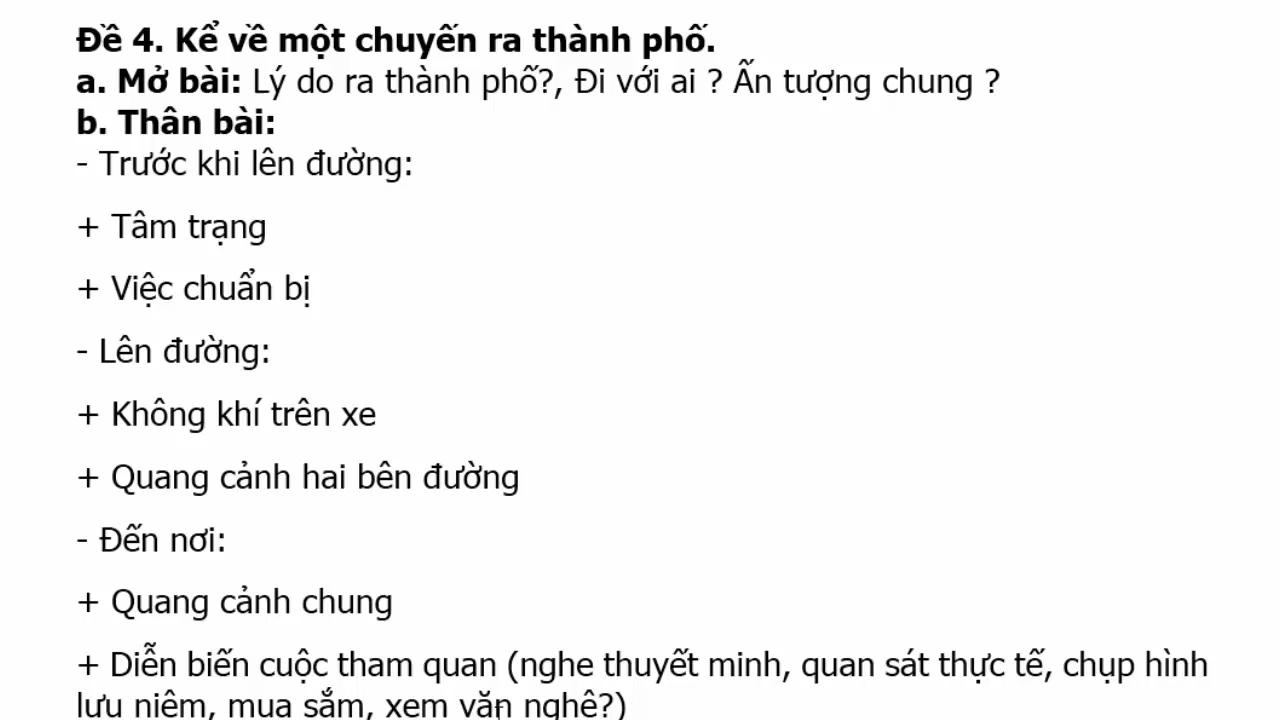 Đề 4. Kể về một chuyến ra thành phố.
a. Mở bài: Lý do ra thành phố?, Đi với ai ? Ấn tượng chung ?
b. Thân bài:
- Trước khi lên đường:
+ Tâm trạng
+ Việc chuẩn bị
- Lên đường:
+ Không khí trên xe
+ Quang cảnh hai bên đường
- Đến nơi:
+ Quang cảnh chung
+ Diễn biến cuộc tham quan (nghe thuyết minh, quan sát thực tế, chụp hình
lưu niệm, mua sắm, xem văn nghệ?)